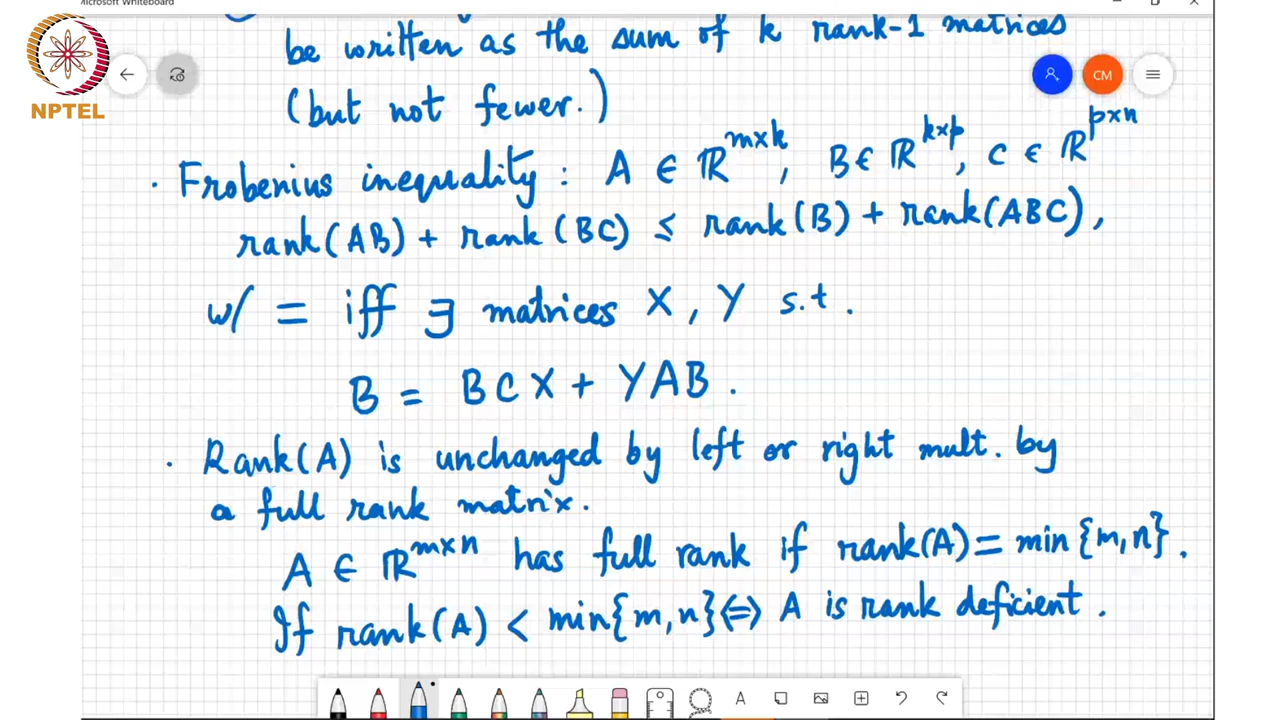 Microsoft Whiteboard
be written as the sum of k rank-1 matrices
(but not fewer.)
NPTEL
CM
· Frobenius inequality : A ∈ ℝ^{m×k}, B ∈ ℝ^{k×p}, C ∈ ℝ^{p×n}
rank(AB) + rank(BC) ≤ rank(B) + rank(ABC),
w/ = iff ∃ matrices X, Y s.t.
B = BCX + YAB.
· Rank(A) is unchanged by left or right mult. by
a full rank matrix.
A ∈ ℝ^{m×n} has full rank if rank(A) = min{m,n}.
If rank(A) < min{m,n} ⇔ A is rank deficient.